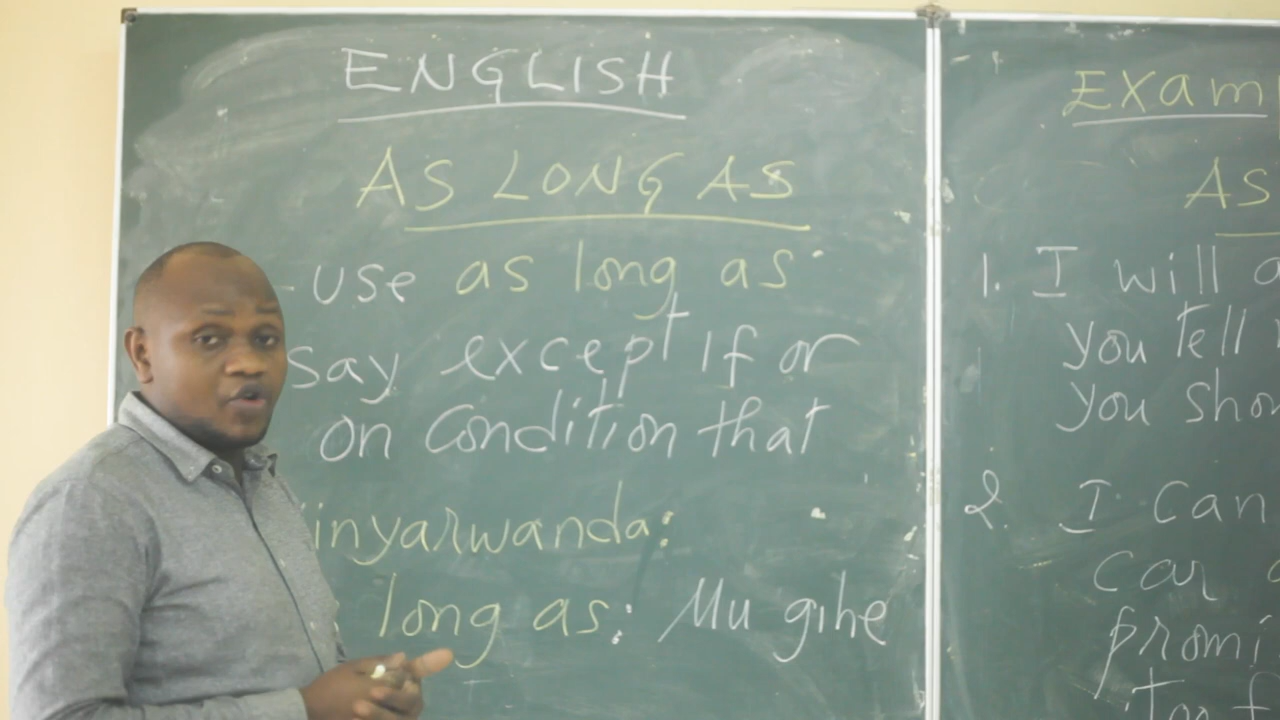 ENGLISH
AS LONG AS
- use as long as
say except if or
on condition that
inyarwanda:
long as: Mu gihe
Exam
AS
1. I will a
you tell
you sho
2. I can
car
promi
Too f